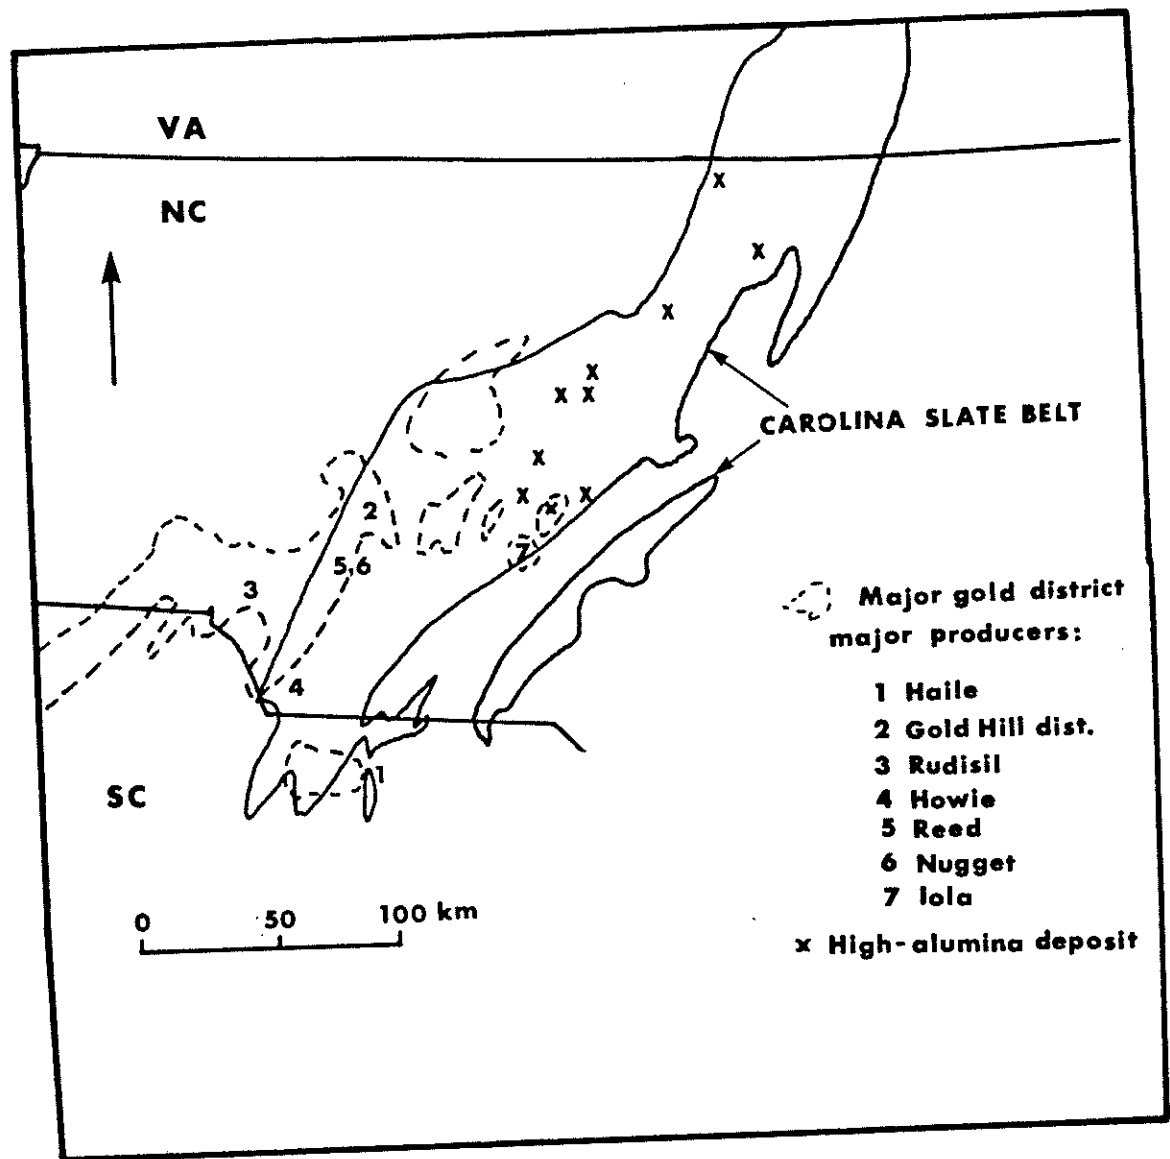 VA
NC
x
x
x
x
x x
x
x x
x
CAROLINA SLATE BELT
2
7
5,6
3
4
1
SC
Major gold district
major producers:
1 Haile
2 Gold Hill dist.
3 Rudisil
4 Howie
5 Reed
6 Nugget
7 Iola
x High-alumina deposit
0 50 100 km